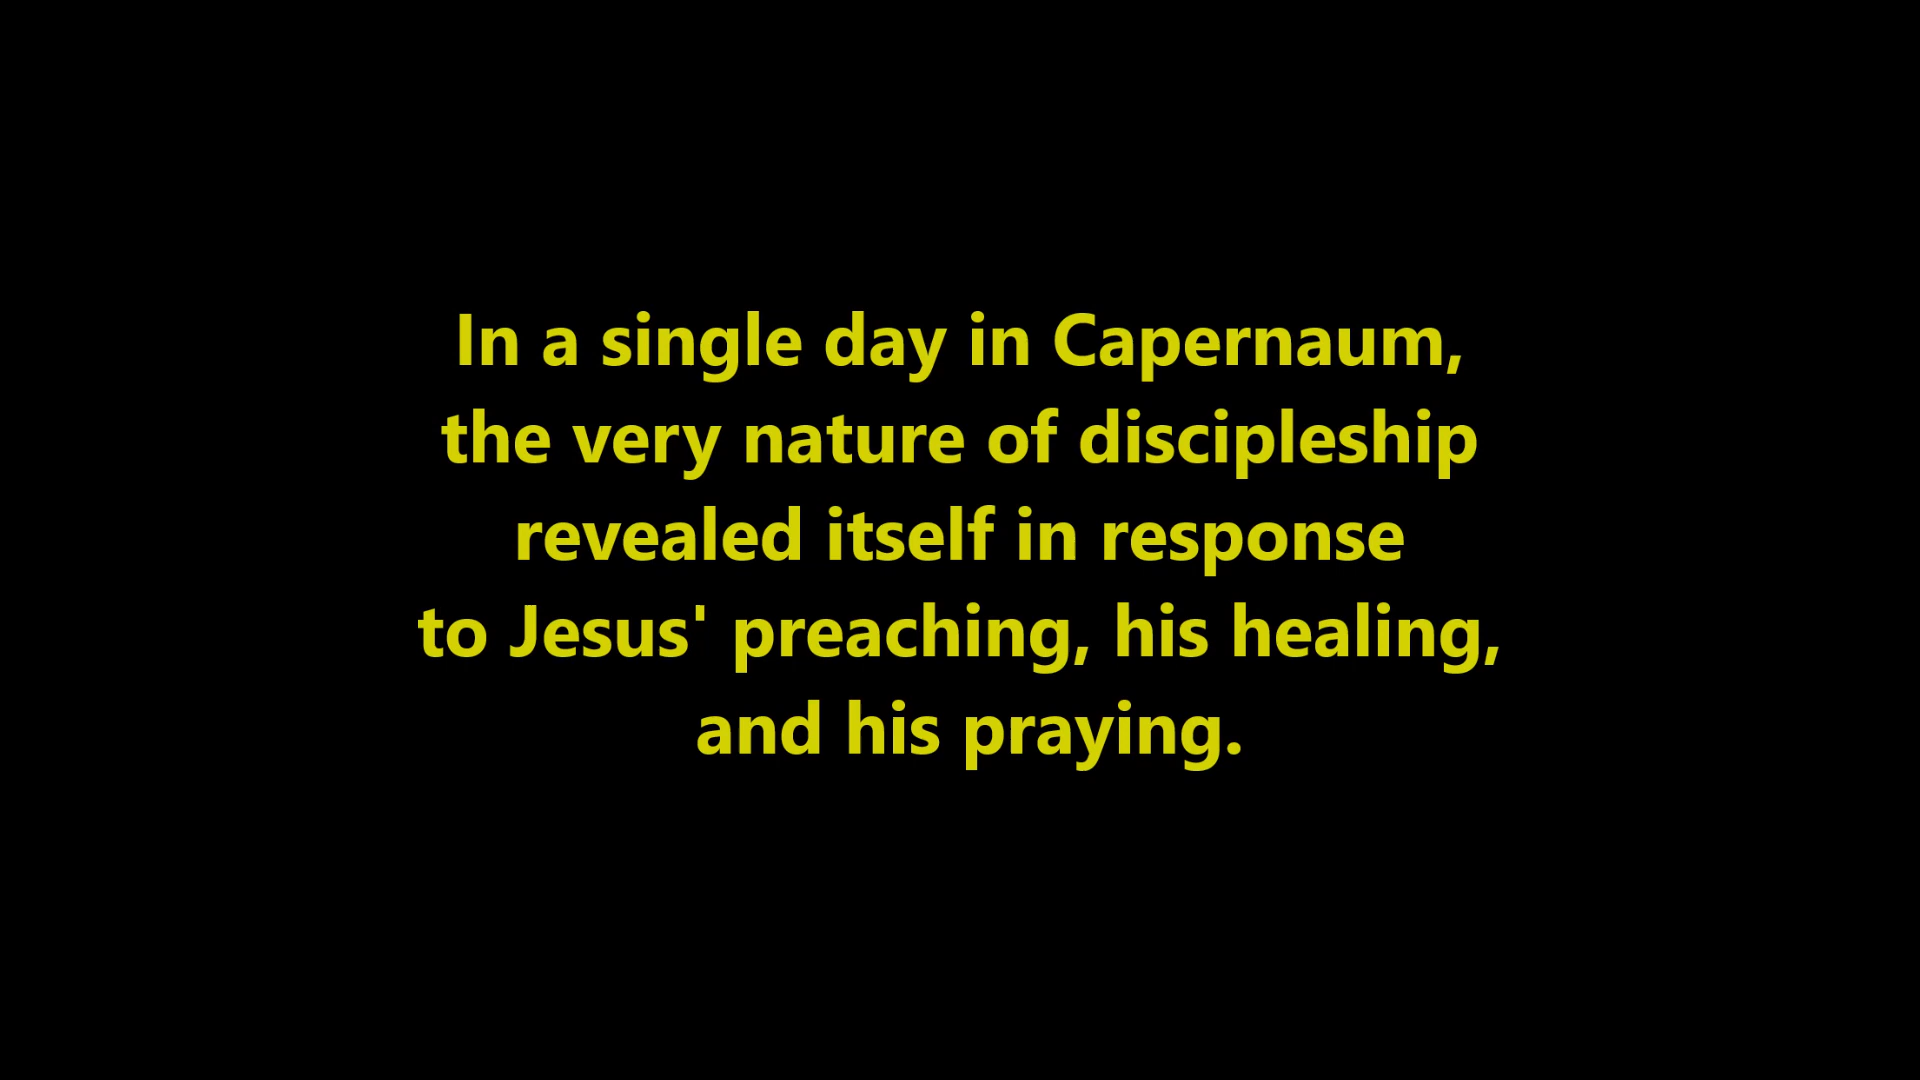 In a single day in Capernaum,
the very nature of discipleship
revealed itself in response
to Jesus' preaching, his healing,
and his praying.